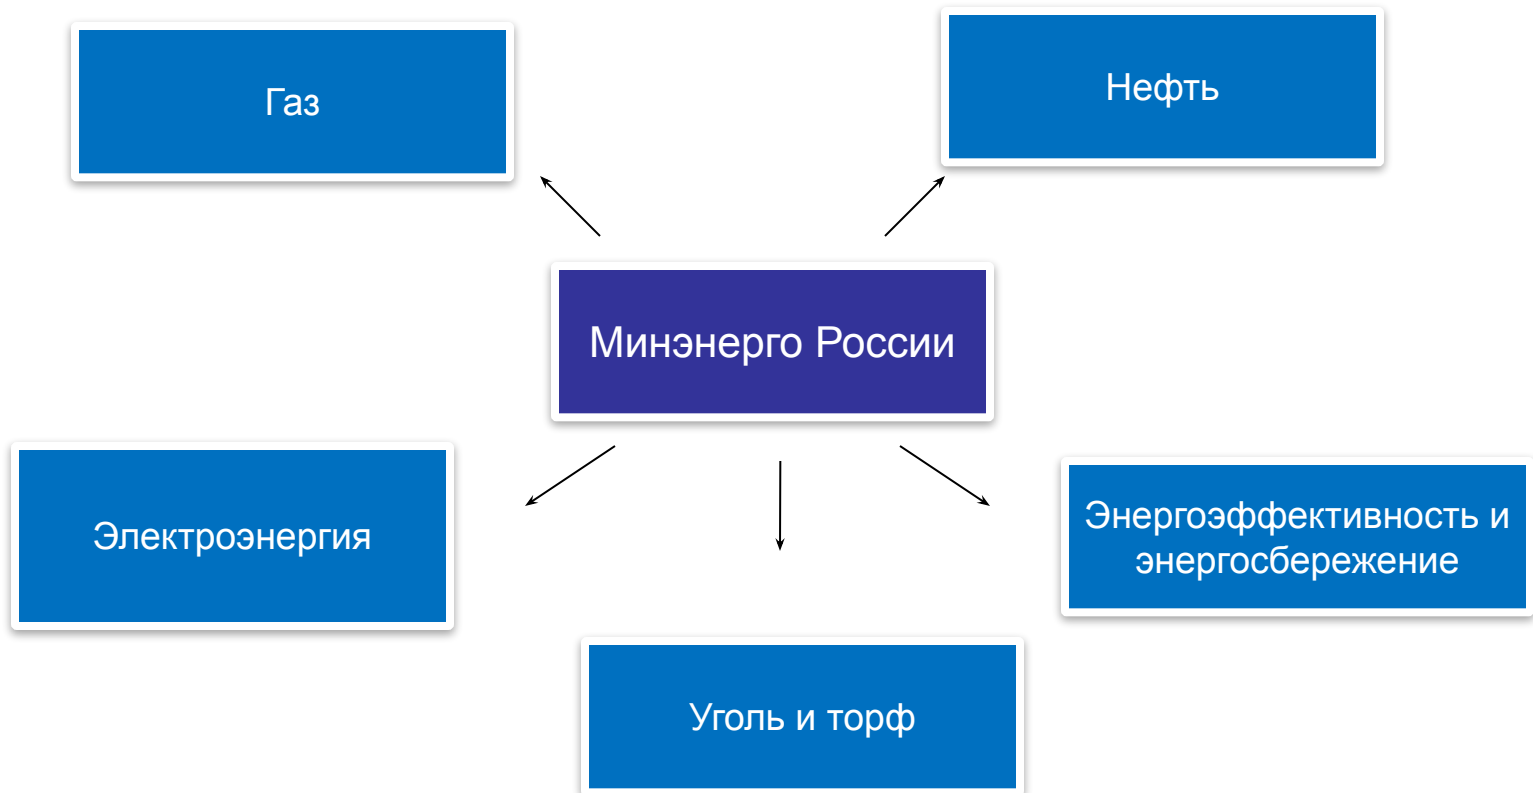 Газ
Нефть
Минэнерго России
Электроэнергия
Энергоэффективность и
энергосбережение
Уголь и торф